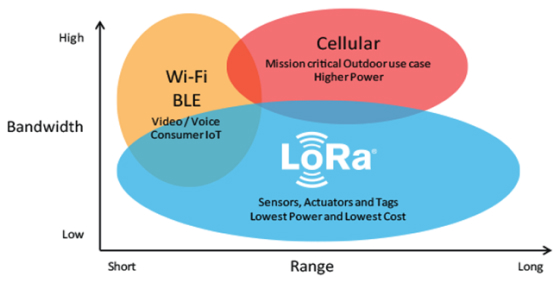 High
Bandwidth
Low
Wi-Fi
BLE
Video / Voice
Consumer IoT
Cellular
Mission critical Outdoor use case
Higher Power
LoRa®
Sensors, Actuators and Tags
Lowest Power and Lowest Cost
Short
Range
Long